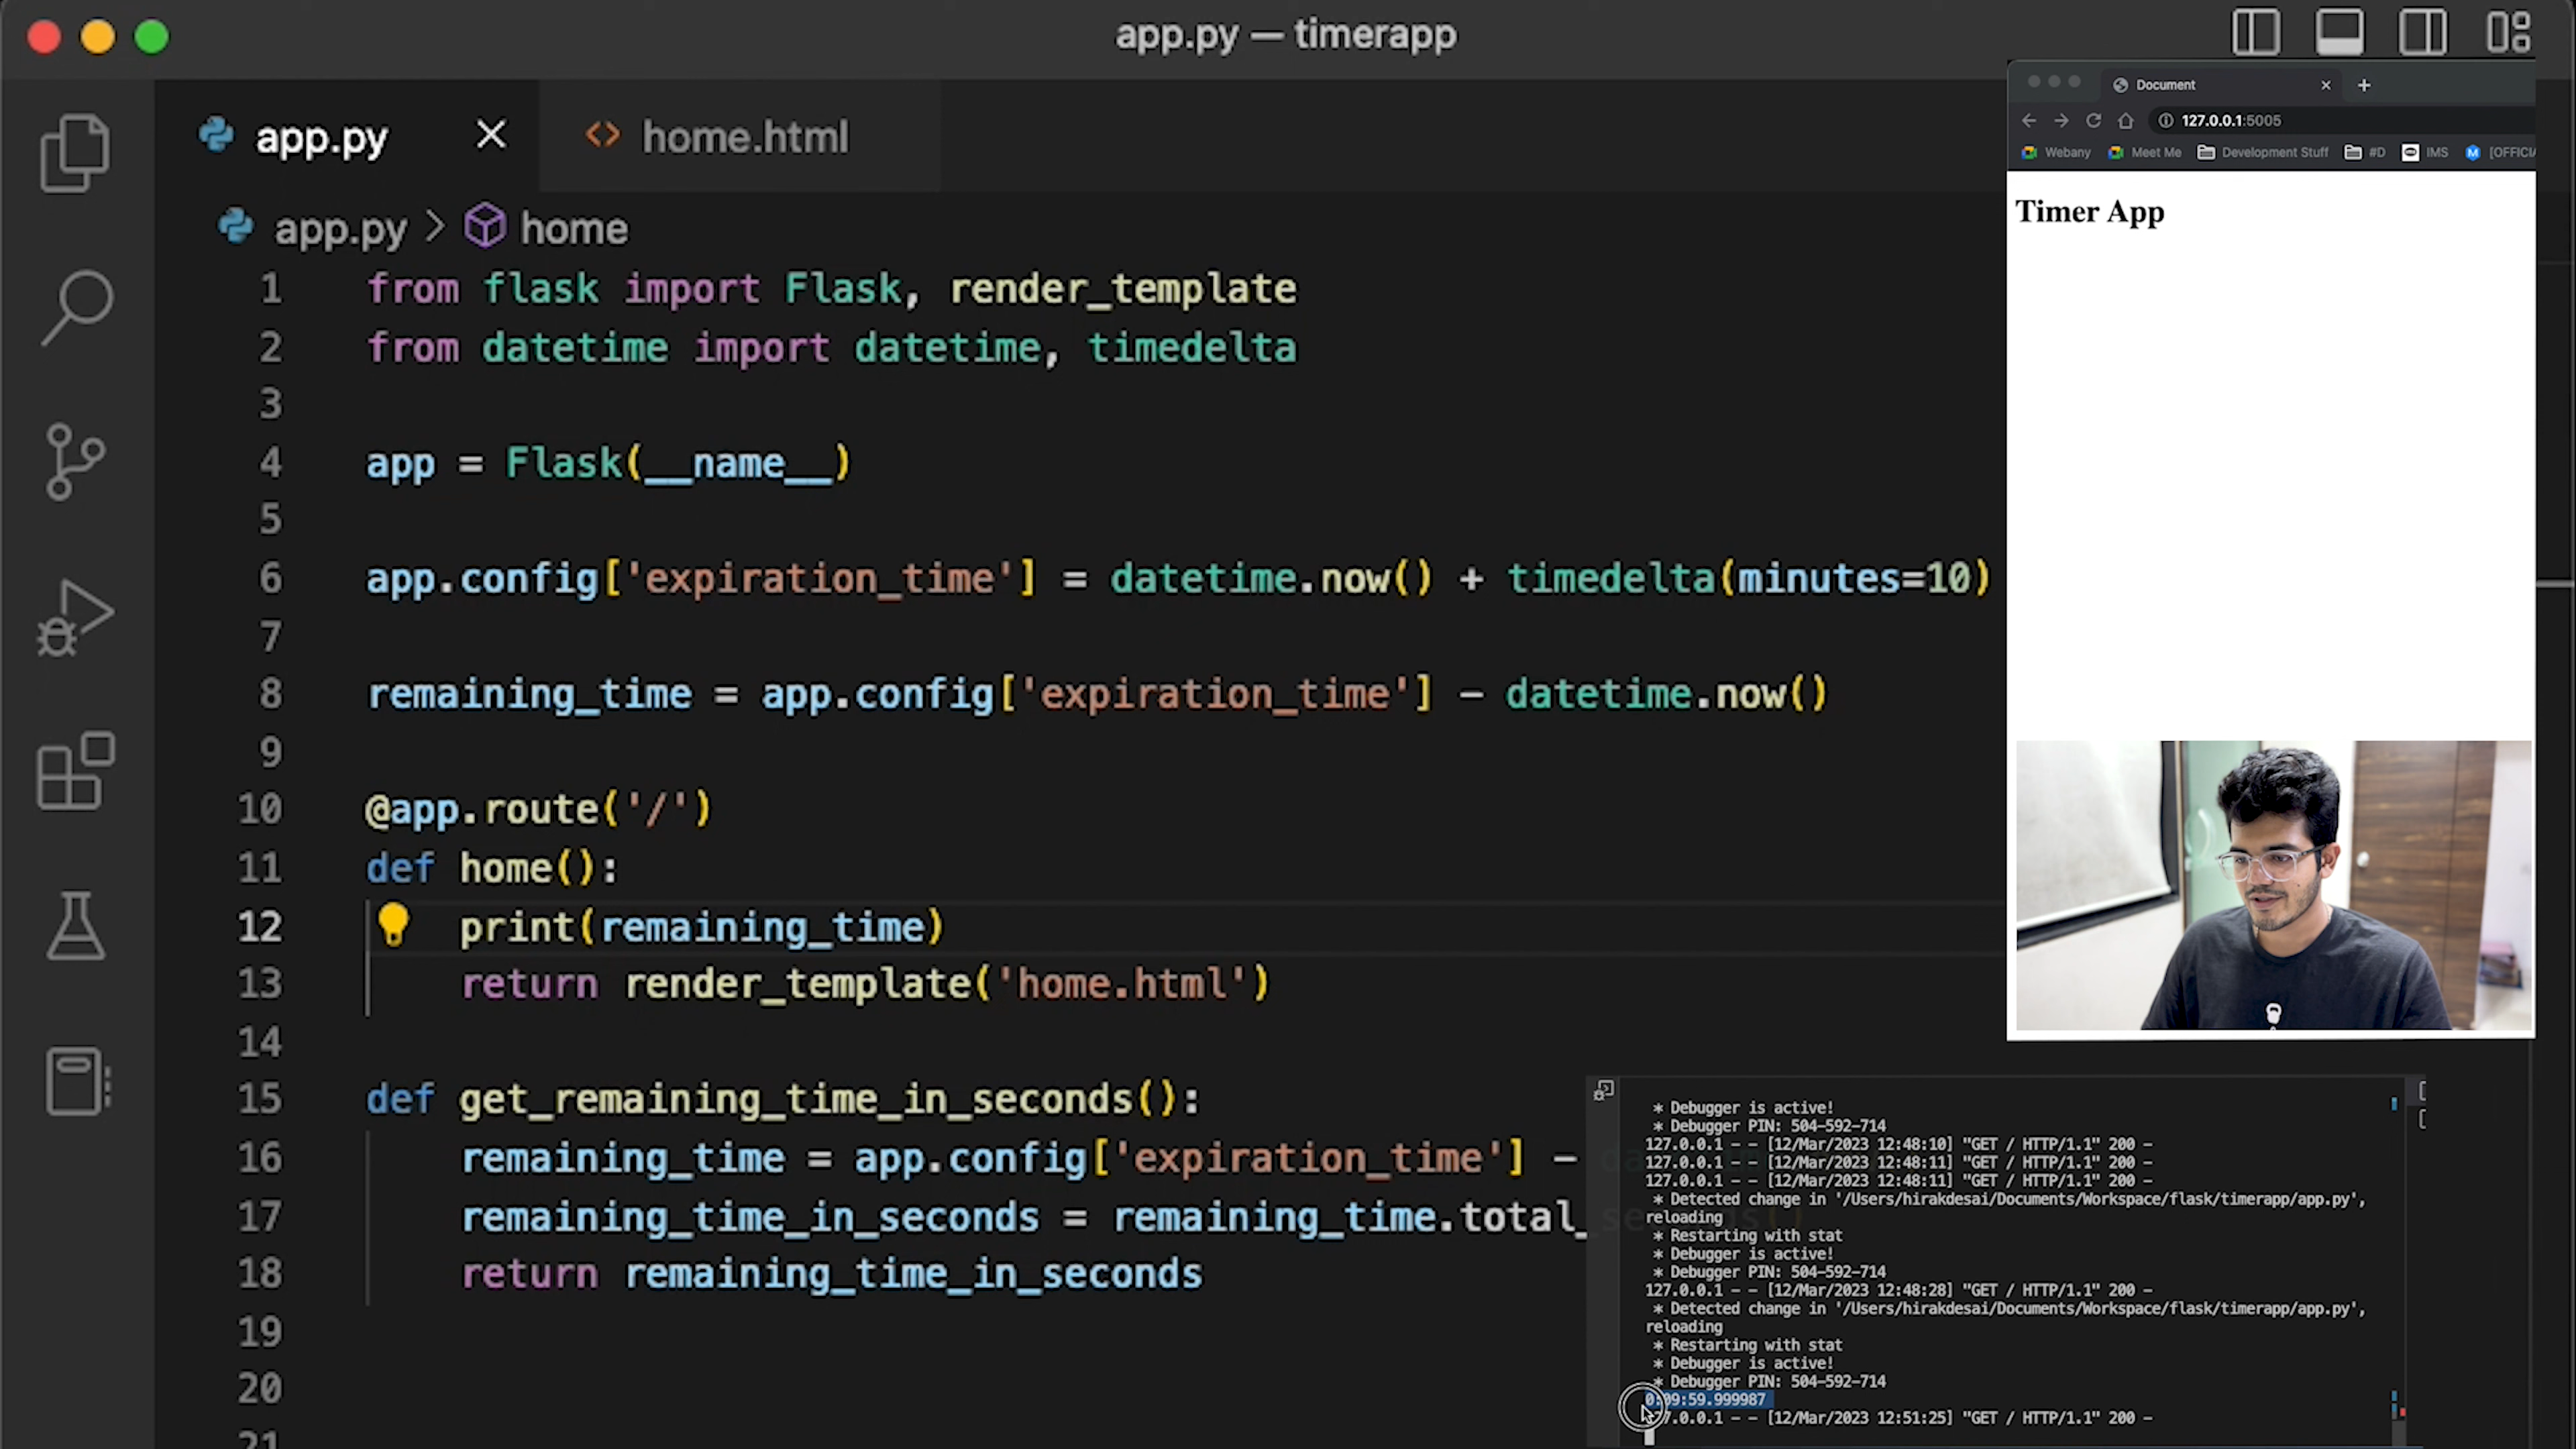 app.py — timerapp
app.py
home.html
app.py > home
1 from flask import Flask, render_template
2 from datetime import datetime, timedelta
3
4 app = Flask(__name__)
5
6 app.config['expiration_time'] = datetime.now() + timedelta(minutes=10)
7
8 remaining_time = app.config['expiration_time'] - datetime.now()
9
10 @app.route('/')
11 def home():
12 print(remaining_time)
13 return render_template('home.html')
14
15 def get_remaining_time_in_seconds():
16 remaining_time = app.config['expiration_time'] -
17 remaining_time_in_seconds = remaining_time.total_seconds()
18 return remaining_time_in_seconds
19
20
21
Document
127.0.0.1:5005
Webany Meet Me Development Stuff #D IMS [OFFICIA
Timer App
* Debugger is active!
* Debugger PIN: 504-592-714
127.0.0.1 - - [12/Mar/2023 12:48:10] "GET / HTTP/1.1" 200 -
127.0.0.1 - - [12/Mar/2023 12:48:11] "GET / HTTP/1.1" 200 -
127.0.0.1 - - [12/Mar/2023 12:48:11] "GET / HTTP/1.1" 200 -
* Detected change in '/Users/hirakdesai/Documents/Workspace/flask/timerapp/app.py',
reloading
* Restarting with stat
* Debugger is active!
* Debugger PIN: 504-592-714
127.0.0.1 - - [12/Mar/2023 12:48:28] "GET / HTTP/1.1" 200 -
* Detected change in '/Users/hirakdesai/Documents/Workspace/flask/timerapp/app.py',
reloading
* Restarting with stat
* Debugger is active!
* Debugger PIN: 504-592-714
0:09:59.999987
127.0.0.1 - - [12/Mar/2023 12:51:25] "GET / HTTP/1.1" 200 -